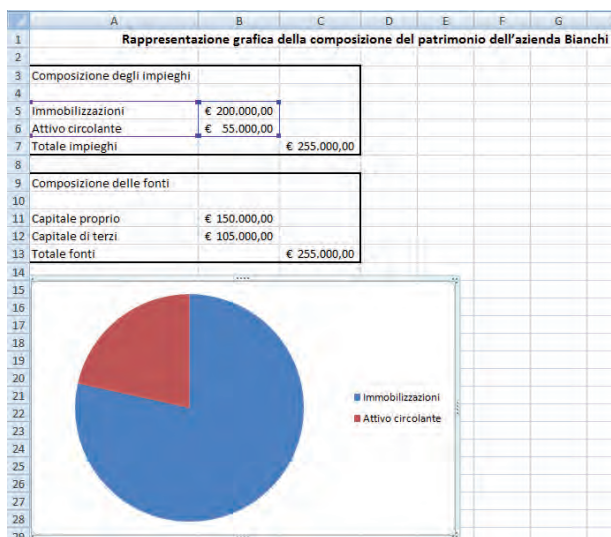 A B C D E F G
1 Rappresentazione grafica della composizione del patrimonio dell'azienda Bianchi
2
3 Composizione degli impieghi
4
5 Immobilizzazioni € 200.000,00
6 Attivo circolante € 55.000,00
7 Totale impieghi € 255.000,00
8
9 Composizione delle fonti
10
11 Capitale proprio € 150.000,00
12 Capitale di terzi € 105.000,00
13 Totale fonti € 255.000,00
14
15
16
17
18
19
20
21 Immobilizzazioni
22 Attivo circolante
23
24
25
26
27
28
29